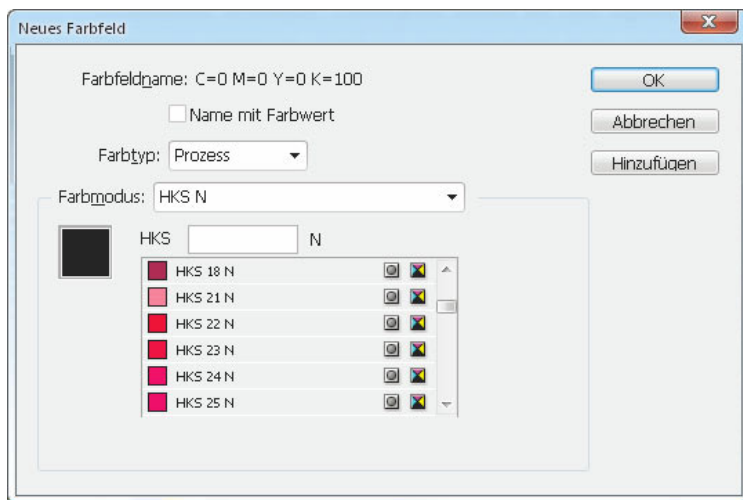 Neues Farbfeld
Farbfeldname: C=0 M=0 Y=0 K=100
OK
Name mit Farbwert
Abbrechen
Farbtyp: Prozess
Hinzufügen
Farbmodus: HKS N
HKS N
HKS 18 N
HKS 21 N
HKS 22 N
HKS 23 N
HKS 24 N
HKS 25 N